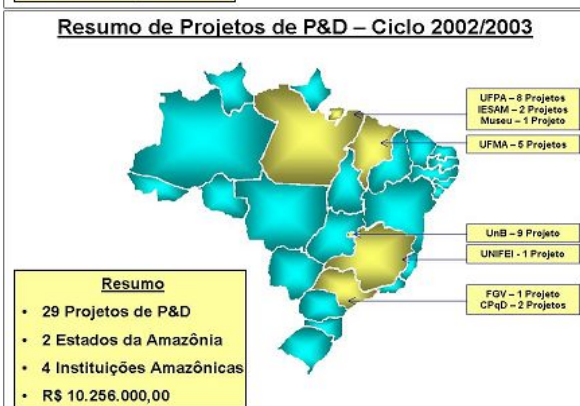 Resumo de Projetos de P&D – Ciclo 2002/2003
UFPA – 8 Projetos
IESAM – 2 Projetos
Museu – 1 Projeto
UFMA – 5 Projetos
UnB – 9 Projeto
UNIFEI - 1 Projeto
FGV – 1 Projeto
CPqD – 2 Projetos
Resumo
• 29 Projetos de P&D
• 2 Estados da Amazônia
• 4 Instituições Amazônicas
• R$ 10.256.000,00